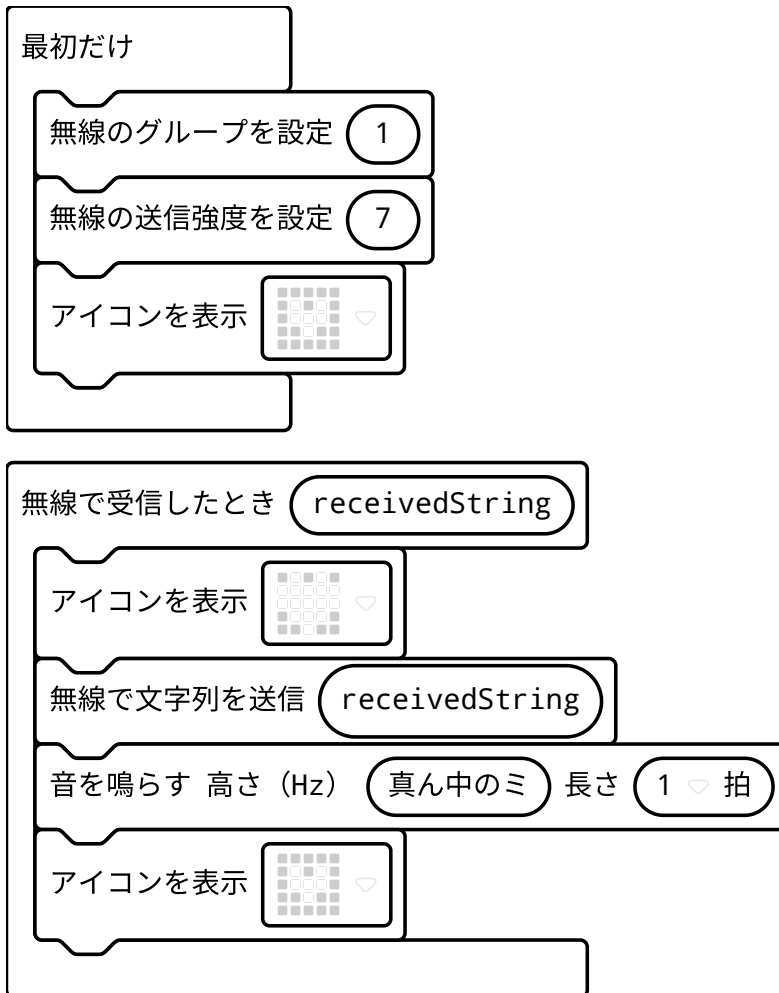 最初だけ
無線のグループを設定 1
無線の送信強度を設定 7
アイコンを表示
無線で受信したとき receivedString
アイコンを表示
無線で文字列を送信 receivedString
音を鳴らす 高さ（Hz） 真ん中のミ 長さ 1 拍
アイコンを表示